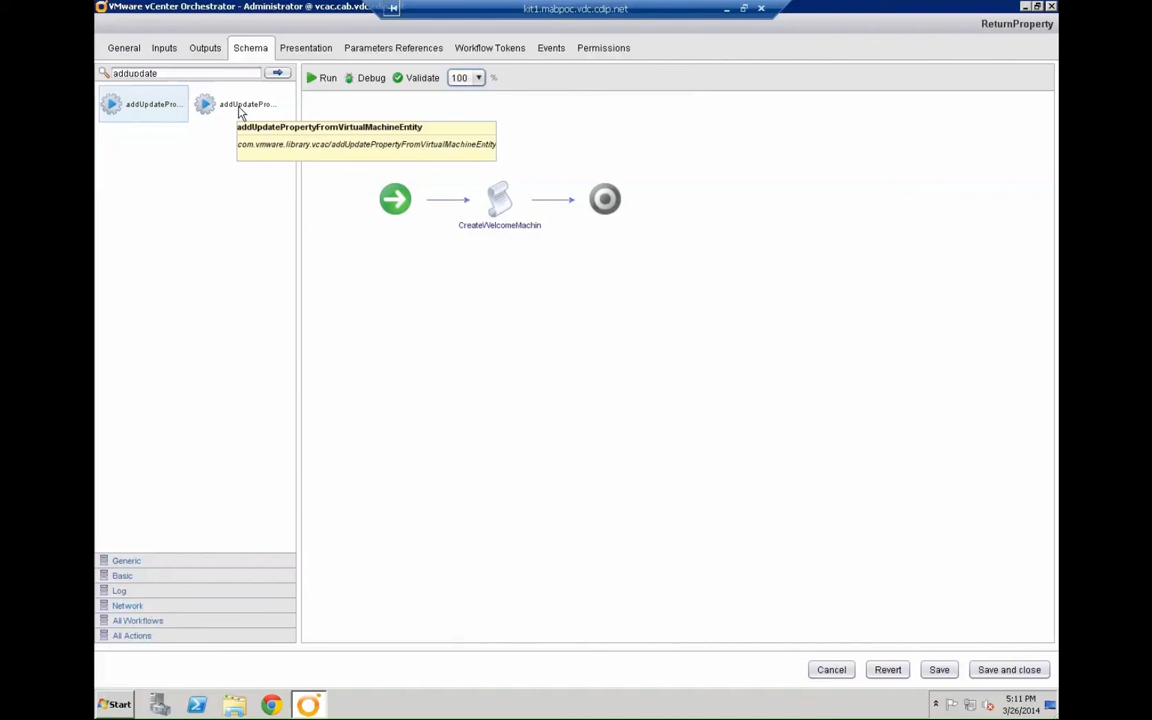 VMware vCenter Orchestrator - Administrator @ vcac.cab.vdc.cdip
kit1.mabpoc.vdc.cdip.net
ReturnProperty
General Inputs Outputs Schema Presentation Parameters References Workflow Tokens Events Permissions
addupdate
Run Debug Validate 100 %
addUpdatePro... addUpdatePro...
addUpdatePropertyFromVirtualMachineEntity
com.vmware.library.vcac/addUpdatePropertyFromVirtualMachineEntity
CreateWelcomeMachin
Generic
Basic
Log
Network
All Workflows
All Actions
Cancel Revert Save Save and close
Start
5:11 PM
3/26/2014